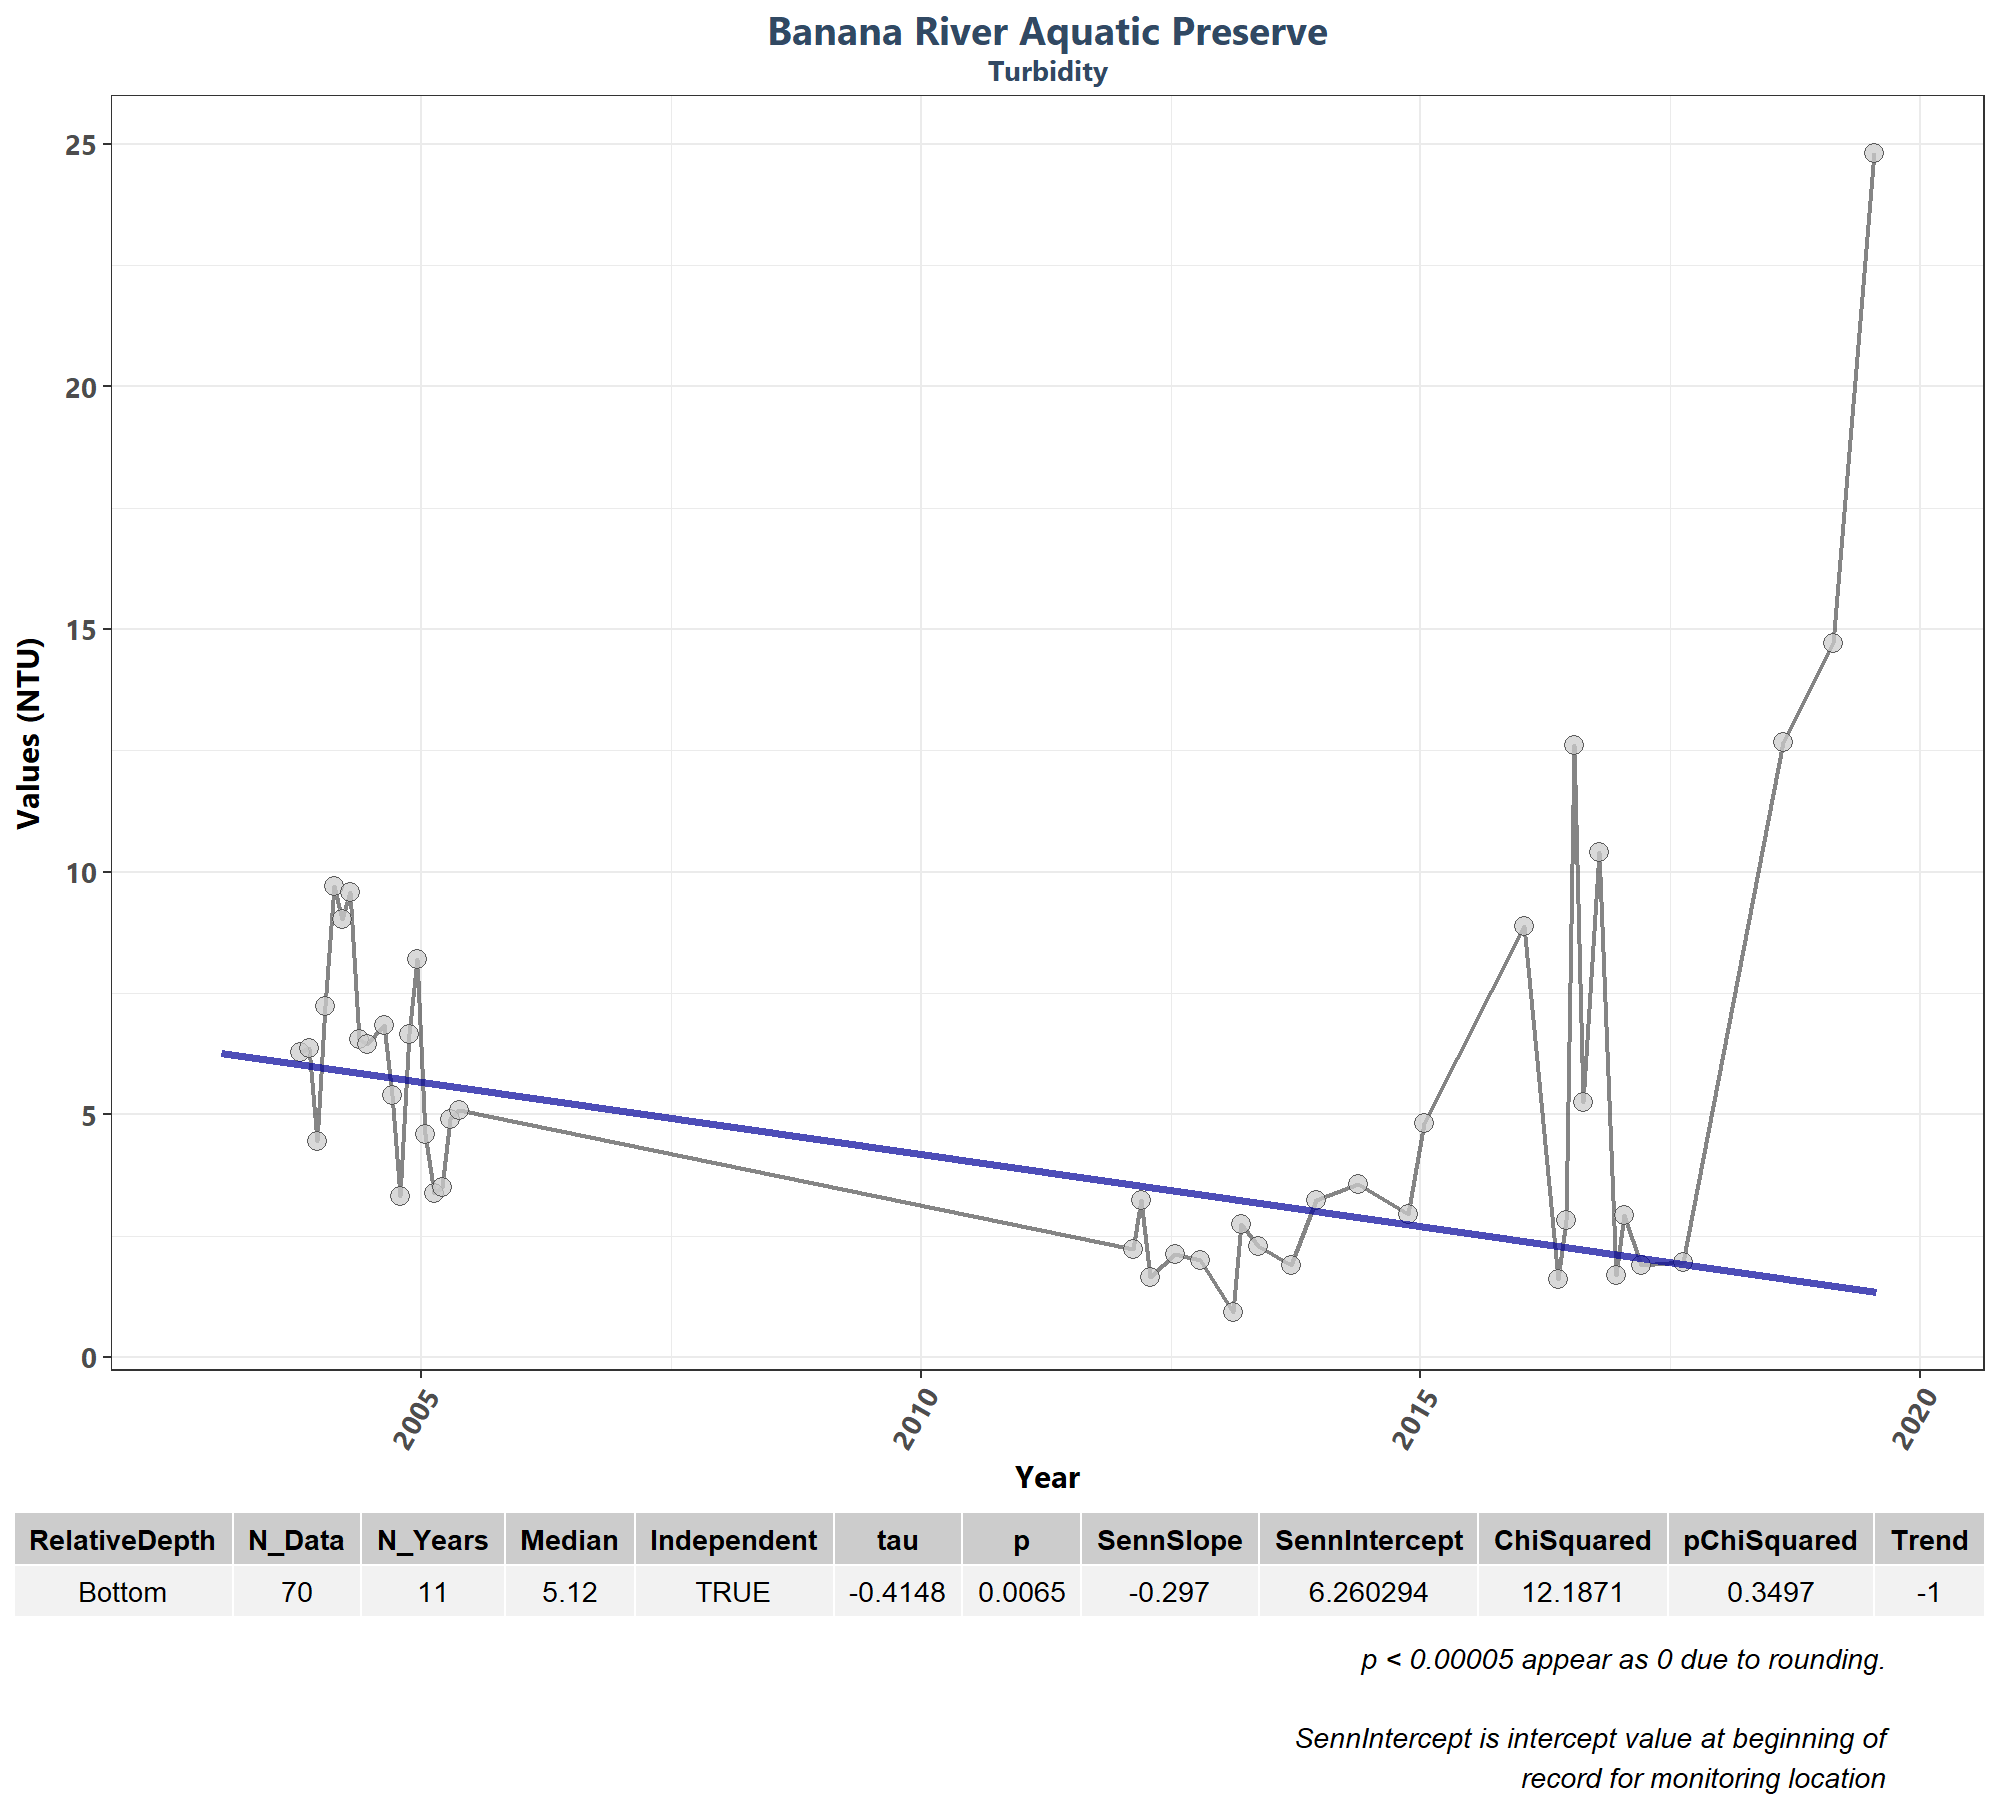 Banana River Aquatic Preserve
Turbidity
25
20
15
10
5
0
Values (NTU)
2005 2010 2015 2020
Year
RelativeDepth N_Data N_Years Median Independent tau p SennSlope SennIntercept ChiSquared pChiSquared Trend
Bottom 70 11 5.12 TRUE -0.4148 0.0065 -0.297 6.260294 12.1871 0.3497 -1
p < 0.00005 appear as 0 due to rounding.
SennIntercept is intercept value at beginning of
record for monitoring location